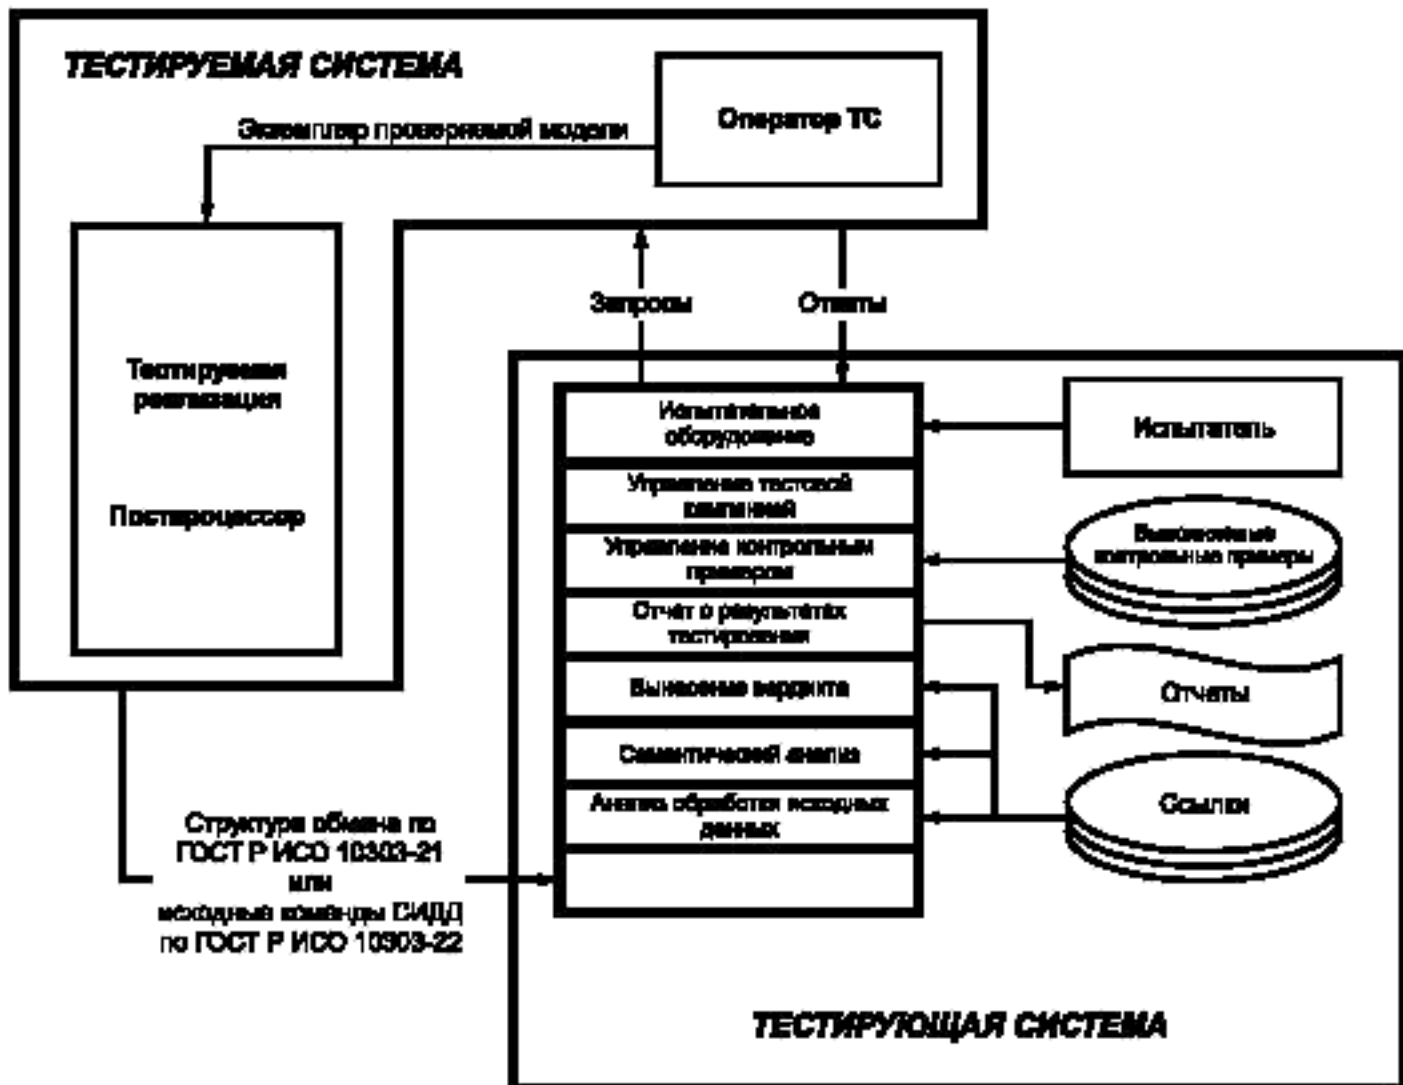 ТЕСТИРУЕМАЯ СИСТЕМА
Оператор ТС
Экземпляр проверяемой модели
Запросы
Ответы
Тестируемая
реализация
Постпроцессор
Испытательное
оборудование
Испытатель
Управление тестовой
кампанией
Управление контрольным
примером
Выполняемые
контрольные примеры
Отчет о результатах
тестирования
Вынесение вердикта
Отчеты
Семантический анализ
Анализ обработки исходных
данных
Ссылки
Структура обмена по
ГОСТ Р ИСО 10303-21
или
исходные команды СИДД
по ГОСТ Р ИСО 10303-22
ТЕСТИРУЮЩАЯ СИСТЕМА